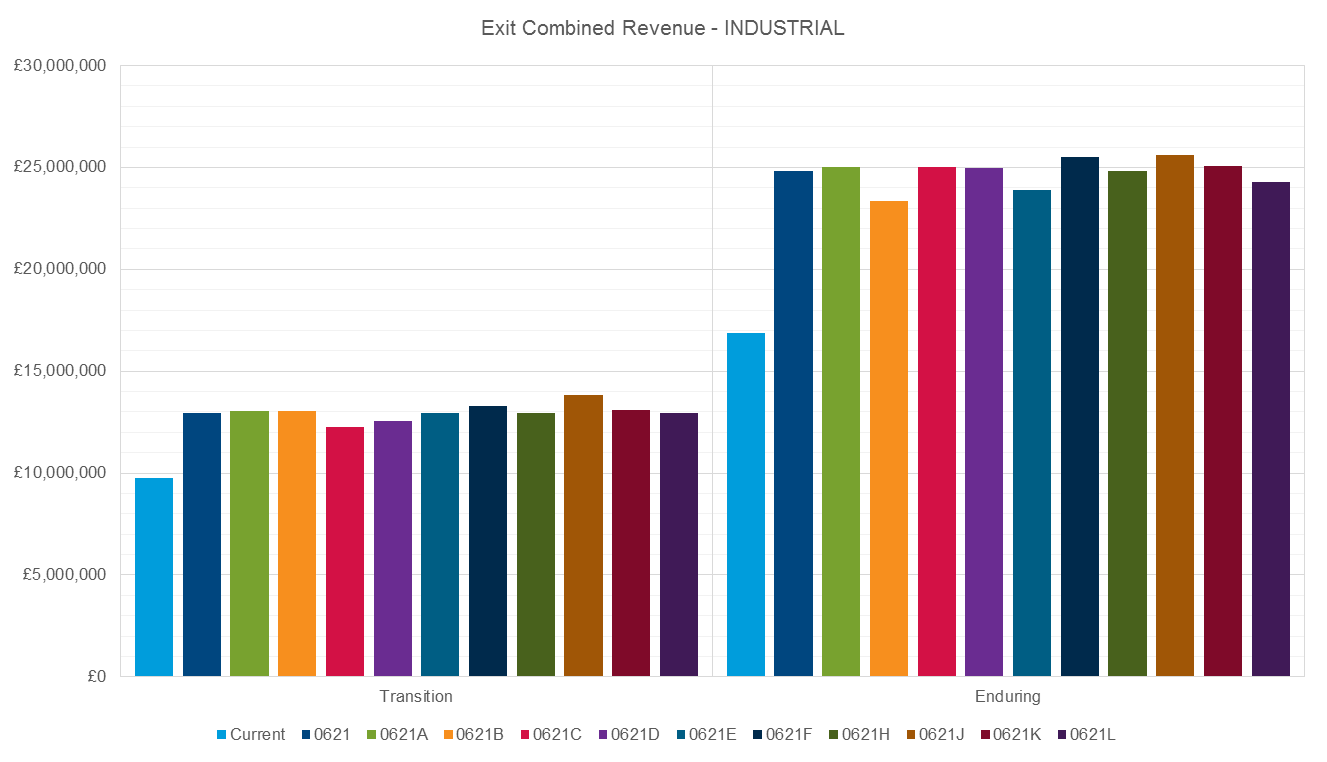 Exit Combined Revenue - INDUSTRIAL
£30,000,000
£25,000,000
£20,000,000
£15,000,000
£10,000,000
£5,000,000
£0
Transition Enduring
Current 0621 0621A 0621B 0621C 0621D 0621E 0621F 0621H 0621J 0621K 0621L